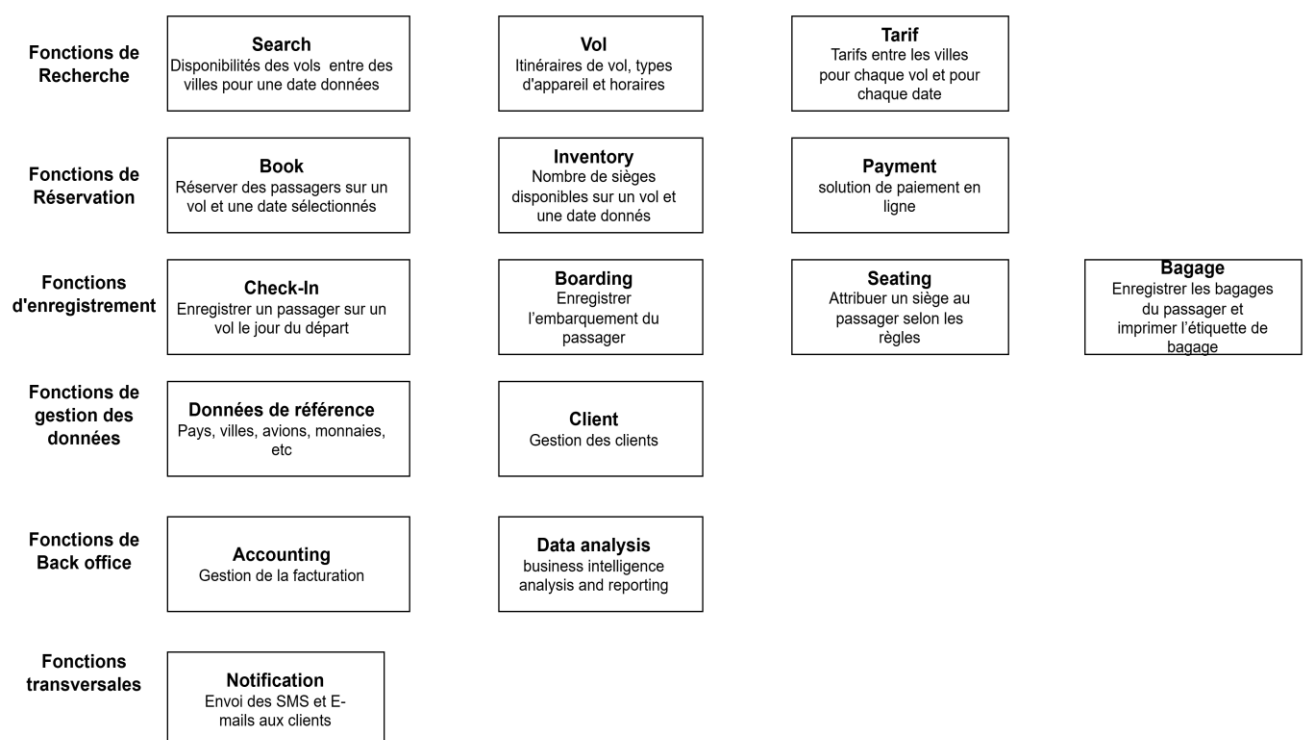 Fonctions de
Recherche
Search
Disponibilités des vols entre des
villes pour une date données
Vol
Itinéraires de vol, types
d'appareil et horaires
Tarif
Tarifs entre les villes
pour chaque vol et pour
chaque date
Fonctions de
Réservation
Book
Réserver des passagers sur un
vol et une date sélectionnés
Inventory
Nombre de sièges
disponibles sur un vol et
une date donnés
Payment
solution de paiement en
ligne
Fonctions
d'enregistrement
Check-In
Enregistrer un passager sur un
vol le jour du départ
Boarding
Enregistrer
l’embarquement du
passager
Seating
Attribuer un siège au
passager selon les
règles
Bagage
Enregistrer les bagages
du passager et
imprimer l’étiquette de
bagage
Fonctions de
gestion des
données
Données de référence
Pays, villes, avions, monnaies,
etc
Client
Gestion des clients
Fonctions de
Back office
Accounting
Gestion de la facturation
Data analysis
business intelligence
analysis and reporting
Fonctions
transversales
Notification
Envoi des SMS et E-
mails aux clients